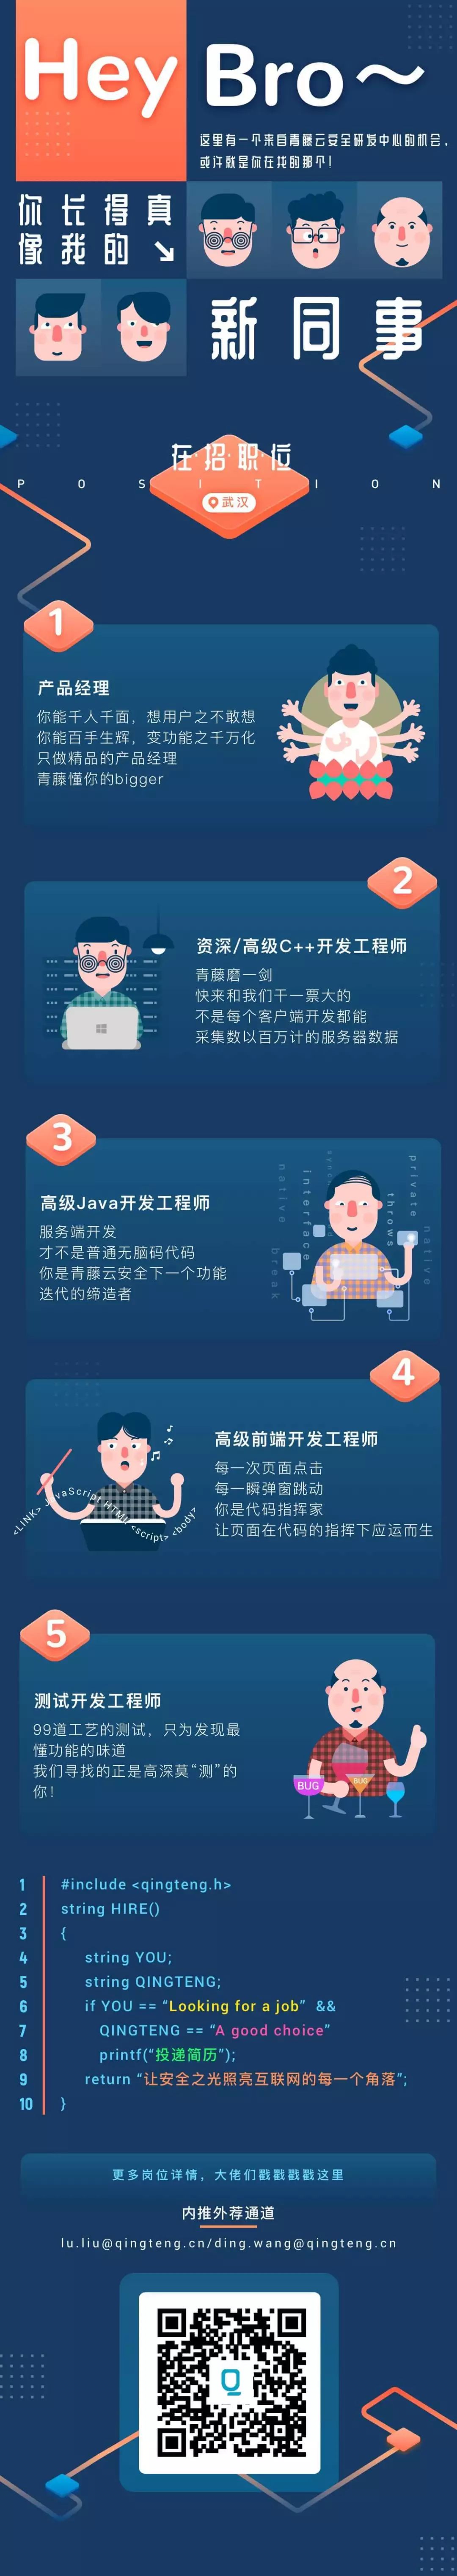 Hey Bro～
这里有一个来自青藤云安全研发中心的机会，
或许就是你在找的那个！
你长得真
像我的↘
新同事
在·招·职·位
POSITION
武汉
1
产品经理
你能千人千面，想用户之不敢想
你能百手生辉，变功能之千万化
只做精品的产品经理
青藤懂你的bigger
2
资深/高级C++开发工程师
青藤磨一剑
快来和我们干一票大的
不是每个客户端开发都能
采集数以百万计的服务器数据
3
高级Java开发工程师
服务端开发
才不是普通无脑码代码
你是青藤云安全下一个功能
迭代的缔造者
native
break
interface
private
throws
native
4
高级前端开发工程师
每一次页面点击
每一瞬弹窗跳动
你是代码指挥家
让页面在代码的指挥下应运而生
<LINK> JavaScript HTML <script> <body>
5
测试开发工程师
99道工艺的测试，只为发现最
懂功能的味道
我们寻找的正是高深莫“测”的
你！
BUG
BUG
1 #include <qingteng.h>
2 string HIRE()
3 {
4 string YOU;
5 string QINGTENG;
6 if YOU == “Looking for a job” &&
7 QINGTENG == “A good choice”
8 printf(“投递简历”);
9 return “让安全之光照亮互联网的每一个角落”;
10 }
更多岗位详情，大佬们戳戳戳戳这里
内推外荐通道
lu.liu@qingteng.cn/ding.wang@qingteng.cn